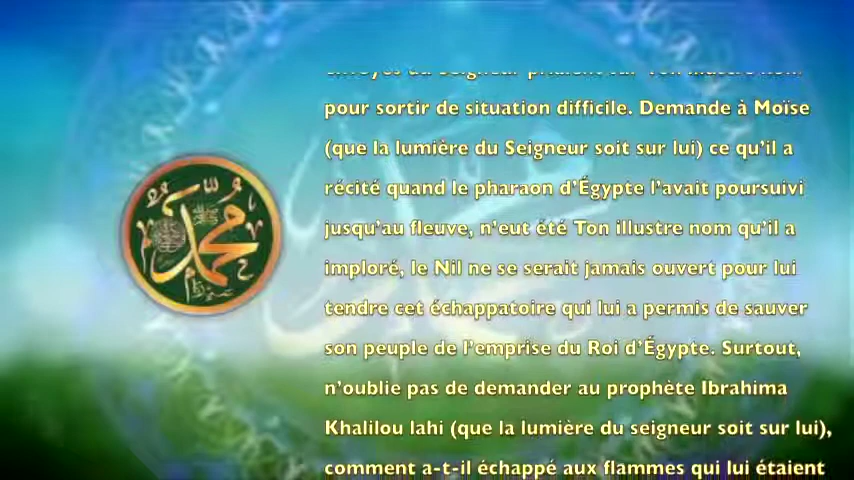 pour sortir de situation difficile. Demande à Moïse
(que la lumière du Seigneur soit sur lui) ce qu'il a
récité quand le pharaon d'Égypte l'avait poursuivi
jusqu'au fleuve, n'eut été Ton illustre nom qu'il a
imploré, le Nil ne se serait jamais ouvert pour lui
tendre cet échappatoire qui lui a permis de sauver
son peuple de l'emprise du Roi d'Égypte. Surtout,
n'oublie pas de demander au prophète Ibrahima
Khalilou lahi (que la lumière du seigneur soit sur lui),
comment a-t-il échappé aux flammes qui lui étaient
محمد